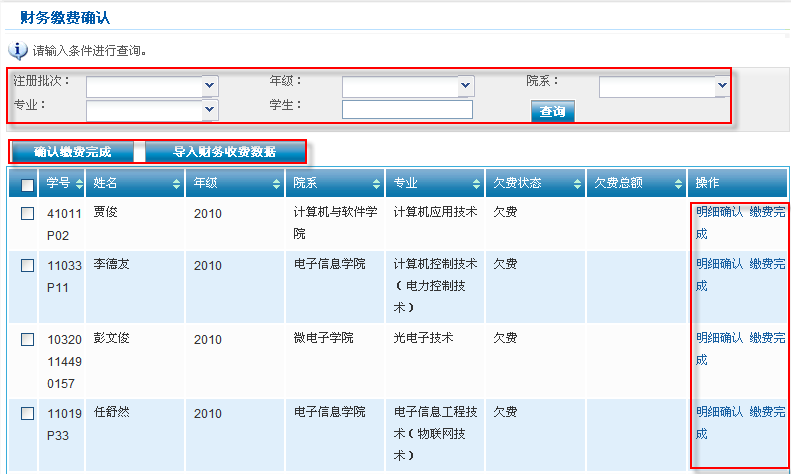 财务缴费确认
请输入条件进行查询。
注册批次： 年级： 院系：
专业： 学生： 查询
确认缴费完成 导入财务收费数据
学号 姓名 年级 院系 专业 欠费状态 欠费总额 操作
41011 贾俊 2010 计算机与软件学 计算机应用技术 欠费 明细确认 缴费完
P02 院 成
11033 李德友 2010 电子信息学院 计算机控制技术 欠费 明细确认 缴费完
P11 （电力控制技 成
术）
10320 彭文俊 2010 微电子学院 光电子技术 欠费 明细确认 缴费完
11449 成
0157
11019 任舒然 2010 电子信息学院 电子信息工程技 欠费 明细确认 缴费完
P33 术（物联网技 成
术）